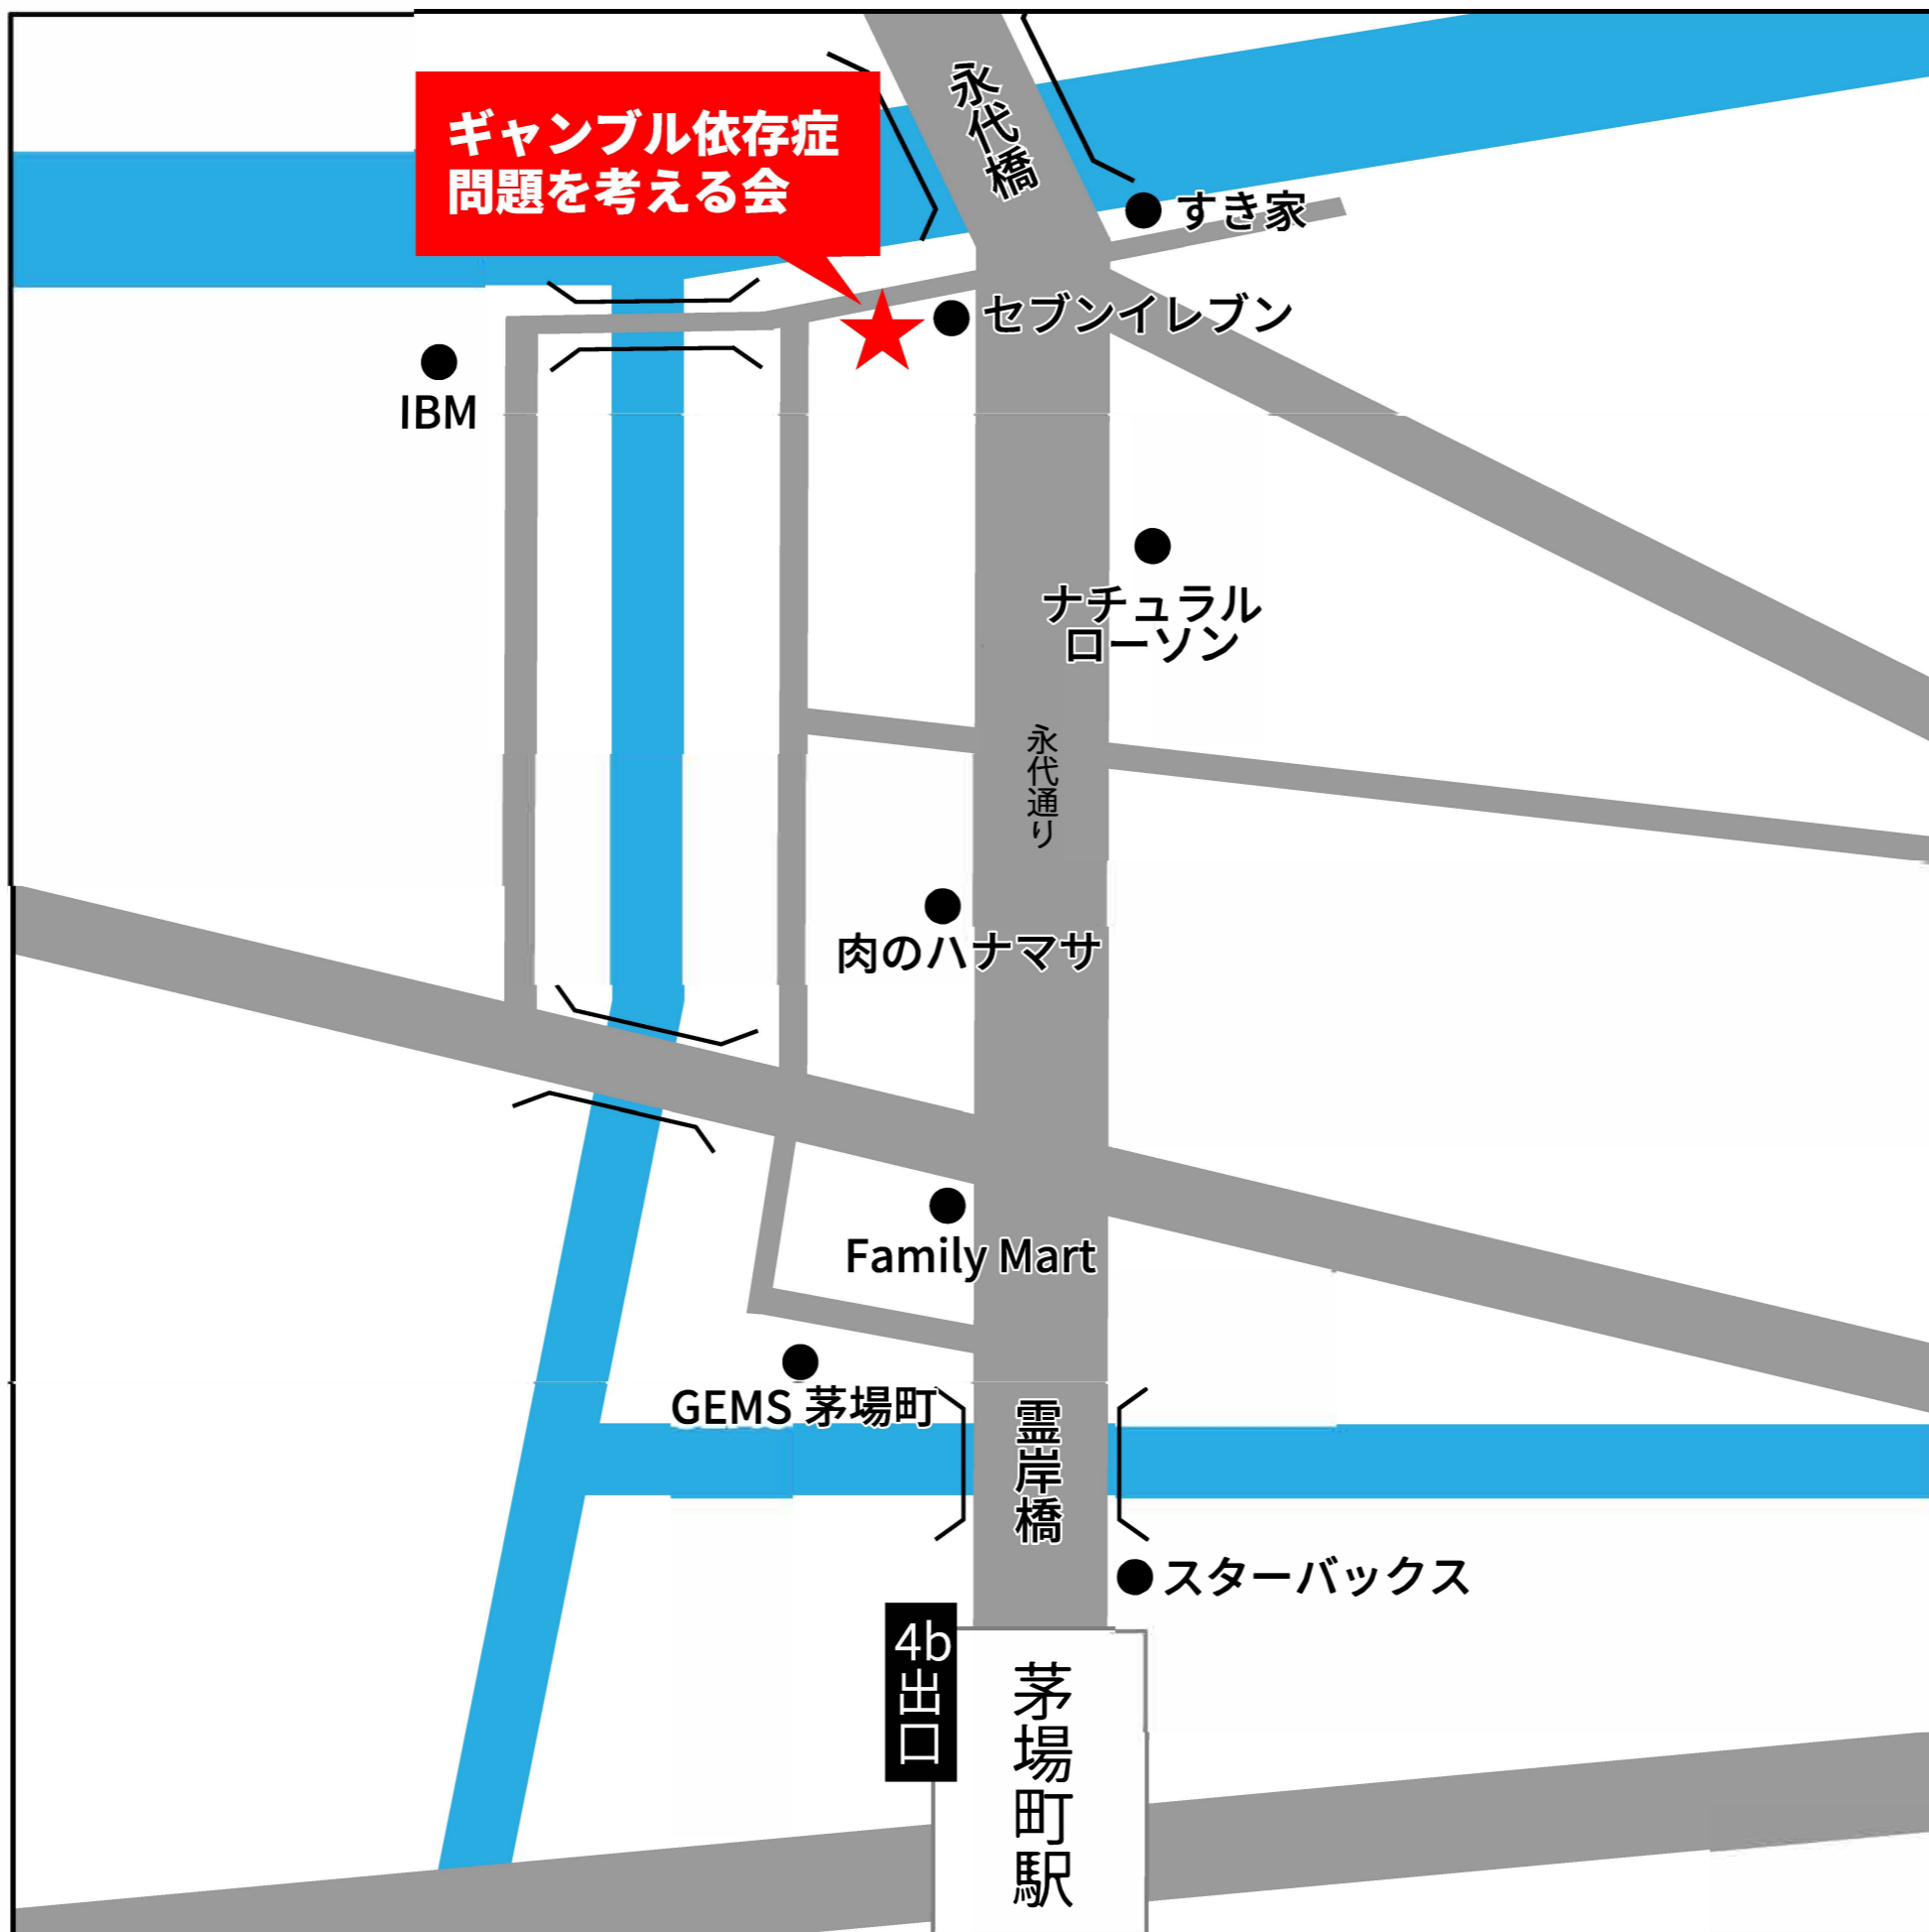 永代橋
ギャンブル依存症
問題を考える会
すき家
セブンイレブン
IBM
ナチュラル
ローソン
永代通り
肉のハナマサ
Family Mart
GEMS 茅場町
霊岸橋
スターバックス
4b出口
茅場町駅